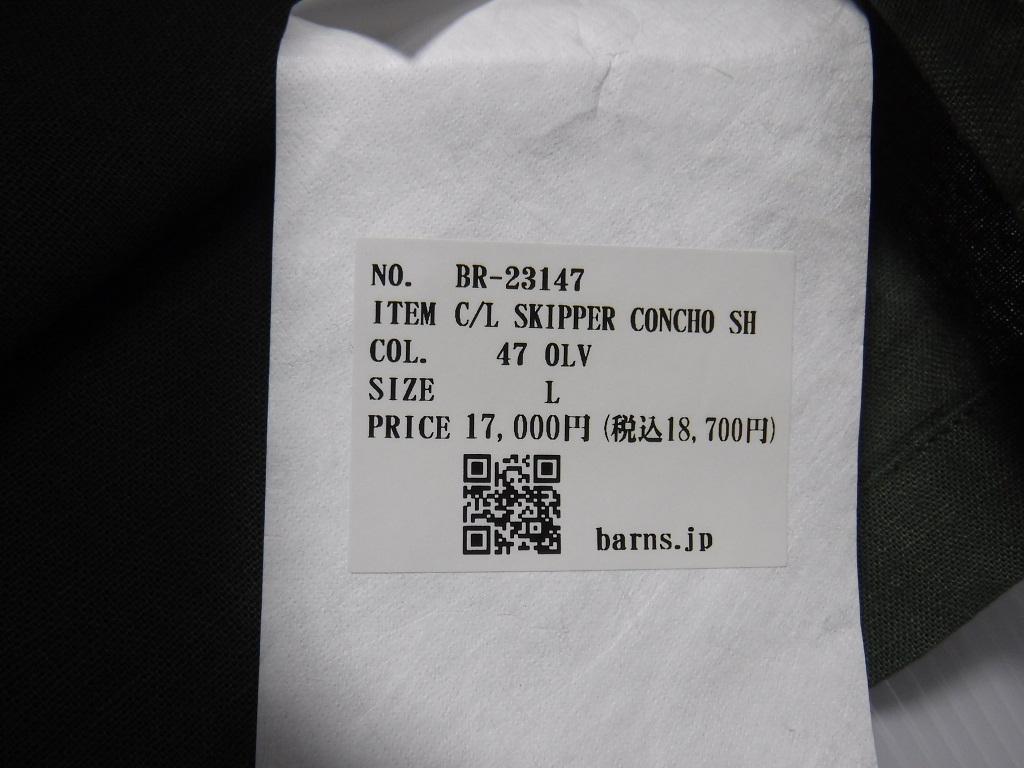 NO. BR-23147
ITEM C/L SKIPPER CONCHO SH
COL. 47 OLV
SIZE L
PRICE 17,000円(税込18,700円)
barns.jp